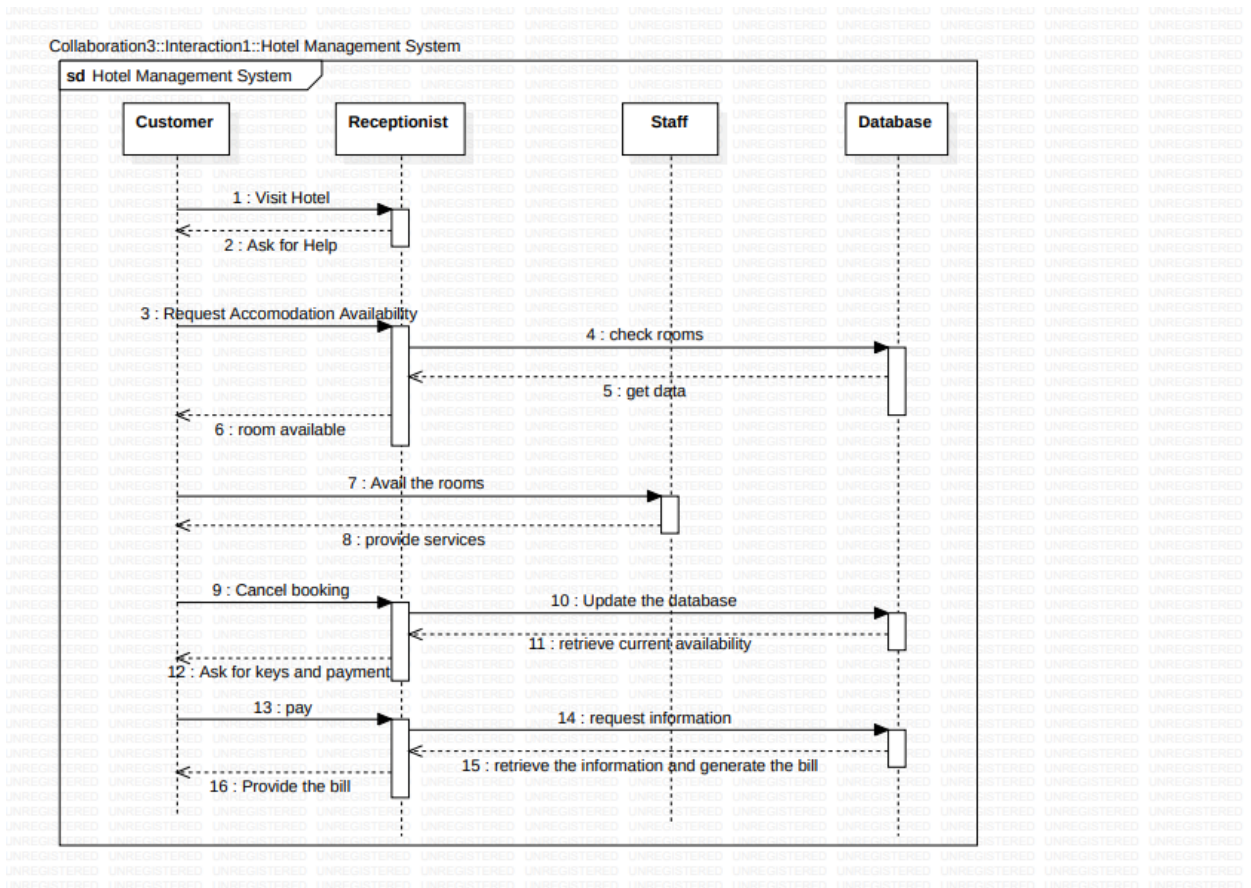 Collaboration3::Interaction1::Hotel Management System
sd Hotel Management System
Customer
Receptionist
Staff
Database
1 : Visit Hotel
2 : Ask for Help
3 : Request Accomodation Availability
4 : check rooms
5 : get data
6 : room available
7 : Avail the rooms
8 : provide services
9 : Cancel booking
10 : Update the database
11 : retrieve current availability
12 : Ask for keys and payment
13 : pay
14 : request information
15 : retrieve the information and generate the bill
16 : Provide the bill
UNREGISTERED